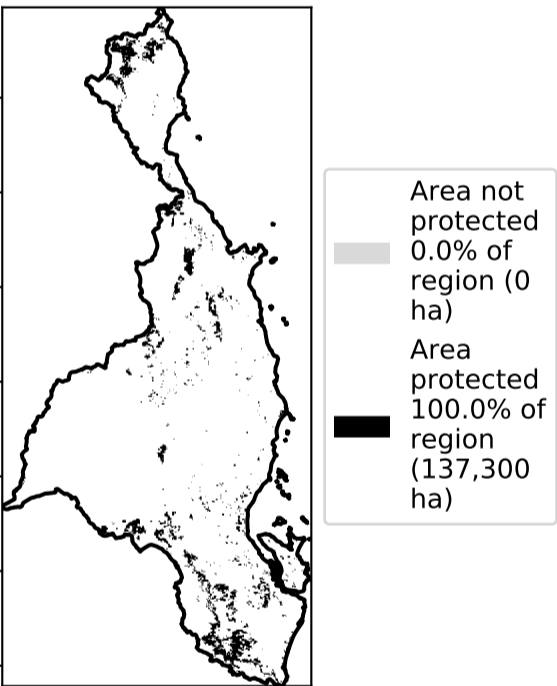 Area not
protected
0.0% of
region (0
ha)
Area
protected
100.0% of
region
(137,300
ha)